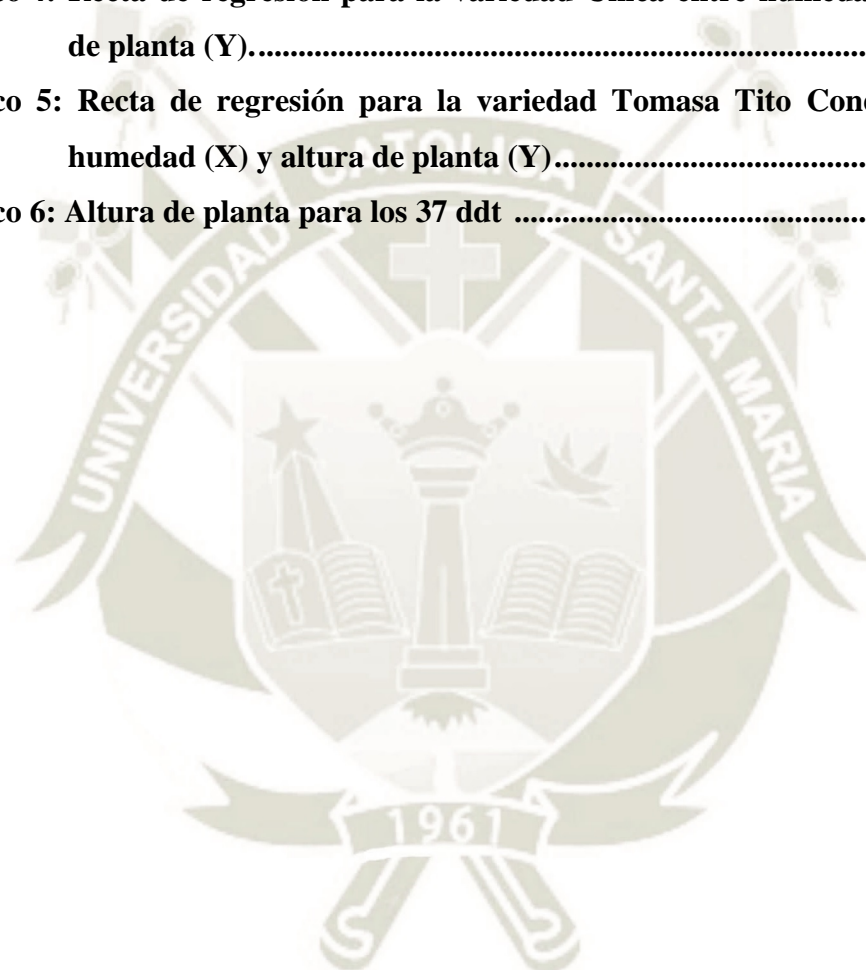 de planta (Y).
co 5: Recta de regresión para la variedad Tomasa Tito
humedad (X) y altura de planta (Y)
co 6: Altura de planta para los 37 ddt
UNIVERSIDAD CATOLICA SANTA MARIA
1961